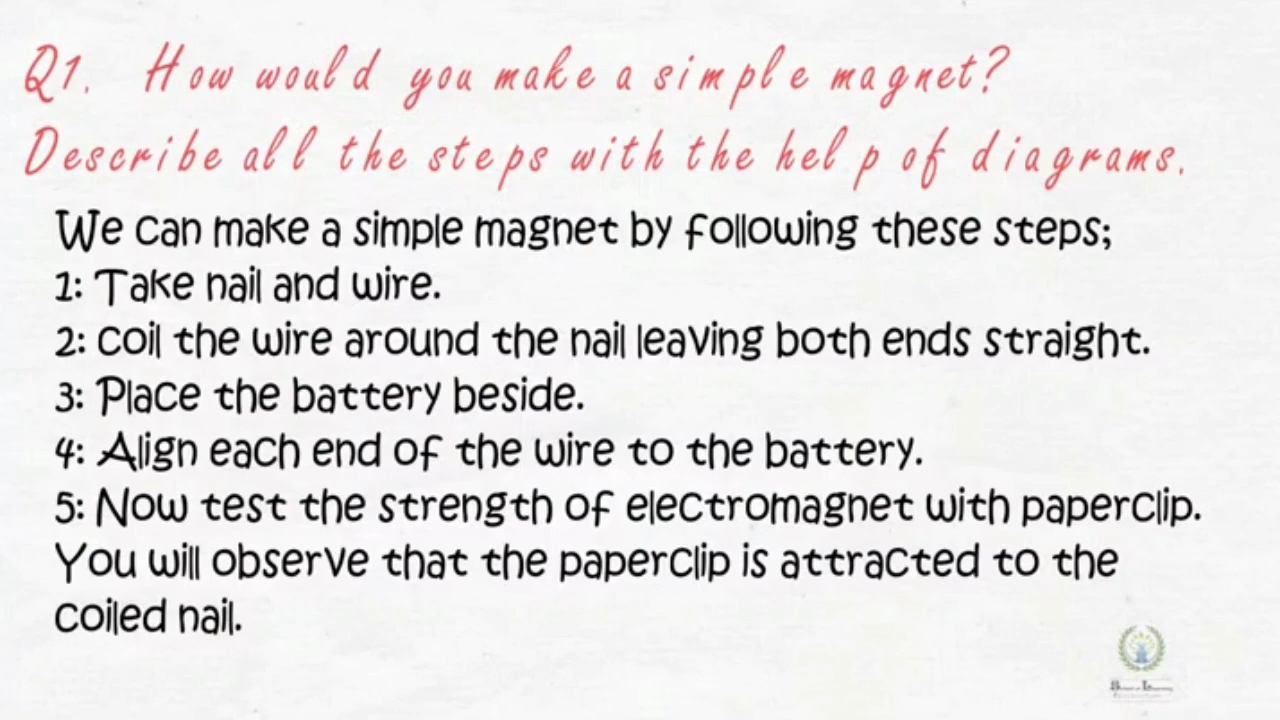 Q1. How would you make a simple magnet?
Describe all the steps with the help of diagrams.
We can make a simple magnet by following these steps;
1: Take nail and wire.
2: coil the wire around the nail leaving both ends straight.
3: Place the battery beside.
4: Align each end of the wire to the battery.
5: Now test the strength of electromagnet with paperclip.
You will observe that the paperclip is attracted to the
coiled nail.